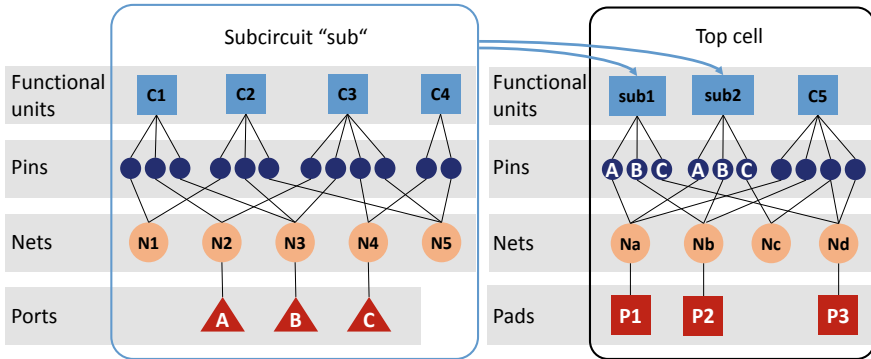 Subcircuit “sub“
Top cell
Functional units
C1 C2 C3 C4
Functional units
sub1 sub2 C5
Pins
Pins
A B C A B C
Nets
N1 N2 N3 N4 N5
Nets
Na Nb Nc Nd
Ports
A B C
Pads
P1 P2 P3